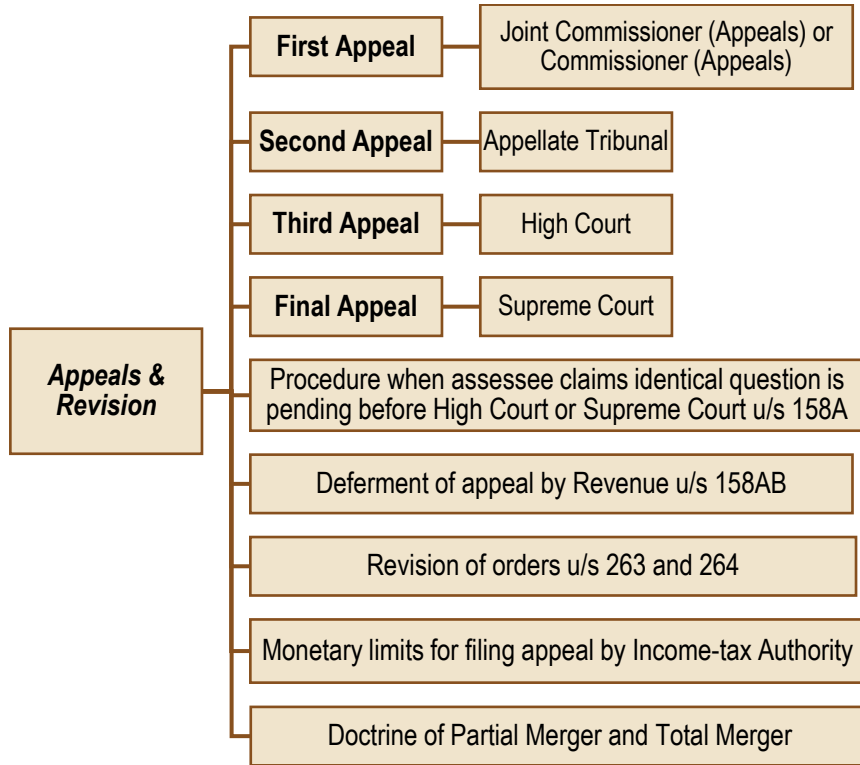 First Appeal
Joint Commissioner (Appeals) or
Commissioner (Appeals)
Second Appeal
Appellate Tribunal
Third Appeal
High Court
Final Appeal
Supreme Court
Appeals &
Revision
Procedure when assessee claims identical question is
pending before High Court or Supreme Court u/s 158A
Deferment of appeal by Revenue u/s 158AB
Revision of orders u/s 263 and 264
Monetary limits for filing appeal by Income-tax Authority
Doctrine of Partial Merger and Total Merger